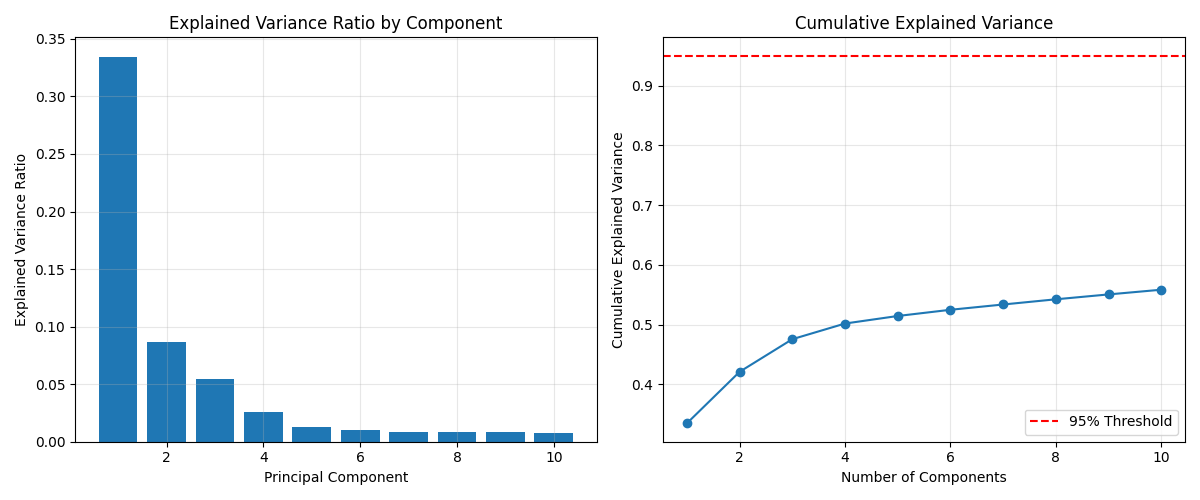 Explained Variance Ratio by Component
Explained Variance Ratio
0.35
0.30
0.25
0.20
0.15
0.10
0.05
0.00
2 4 6 8 10
Principal Component
Cumulative Explained Variance
Cumulative Explained Variance
0.9
0.8
0.7
0.6
0.5
0.4
95% Threshold
2 4 6 8 10
Number of Components